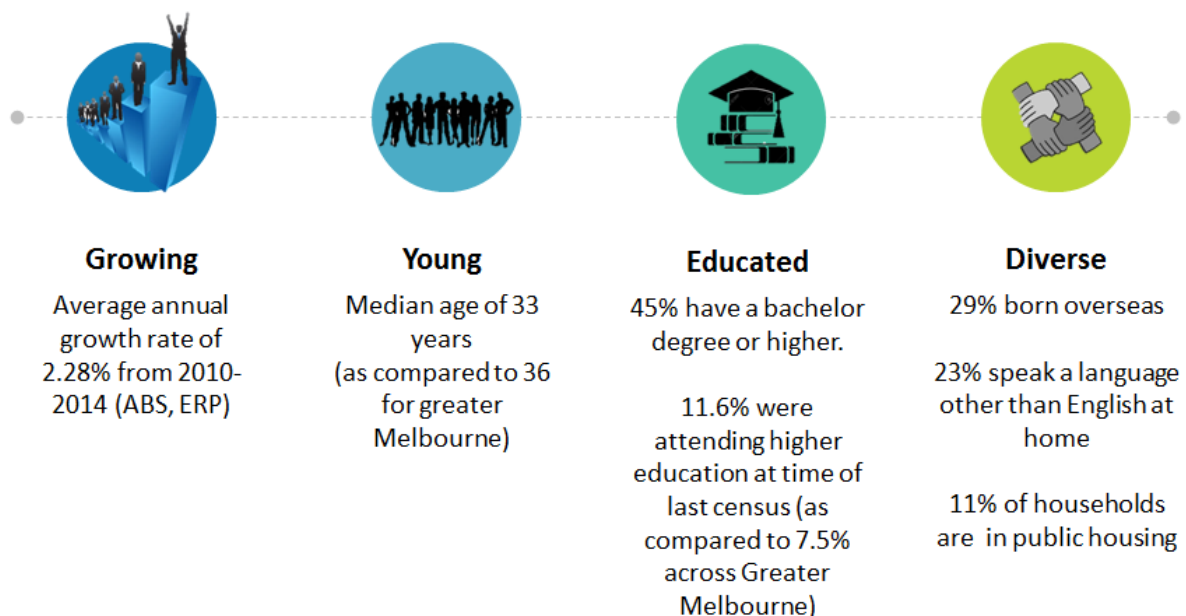 Growing
Average annual
growth rate of
2.28% from 2010-
2014 (ABS, ERP)
Young
Median age of 33
years
(as compared to 36
for greater
Melbourne)
Educated
45% have a bachelor
degree or higher.
11.6% were
attending higher
education at time of
last census (as
compared to 7.5%
across Greater
Melbourne)
Diverse
29% born overseas
23% speak a language
other than English at
home
11% of households
are in public housing